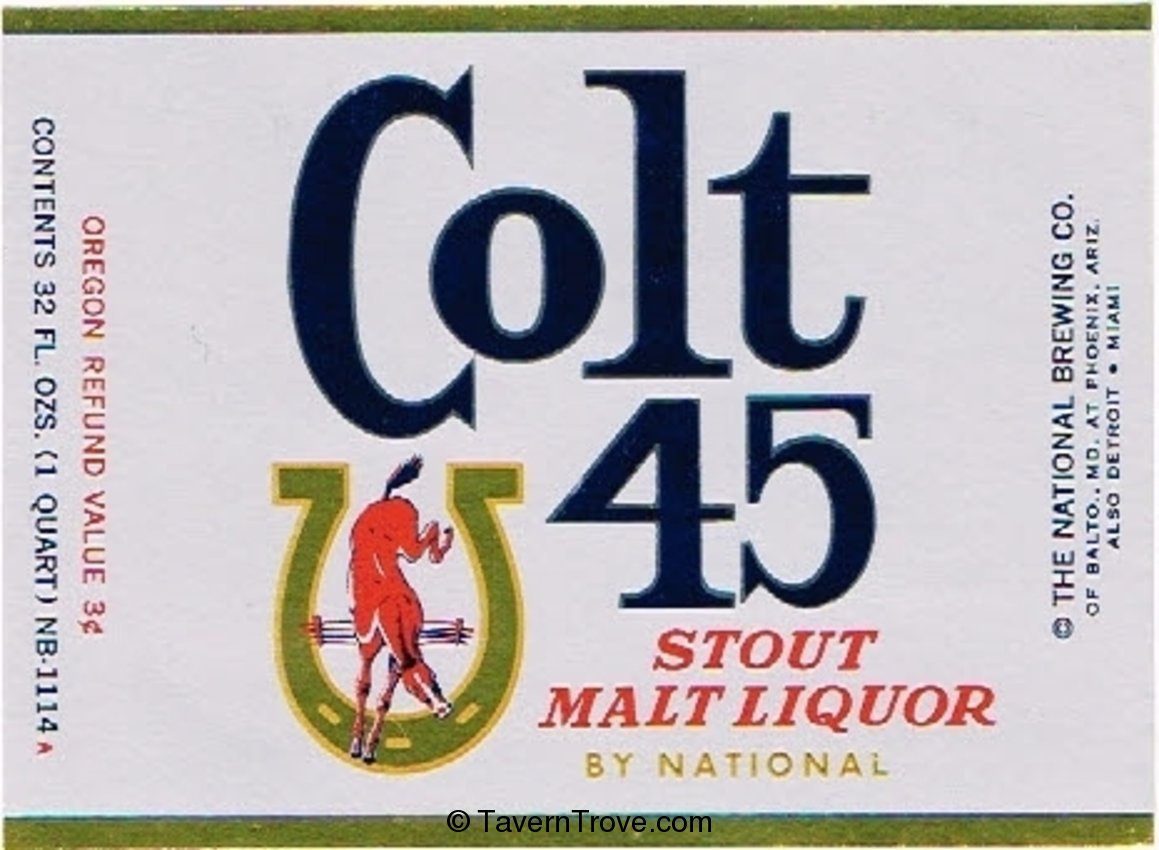 Colt
45
STOUT
MALT LIQUOR
BY NATIONAL
CONTENTS 32 FL. OZS. (1 QUART) NB-1114 A
OREGON REFUND VALUE 3¢
© THE NATIONAL BREWING CO.
OF BALTO., MD. AT PHOENIX, ARIZ.
ALSO DETROIT • MIAMI
© TavernTrove.com